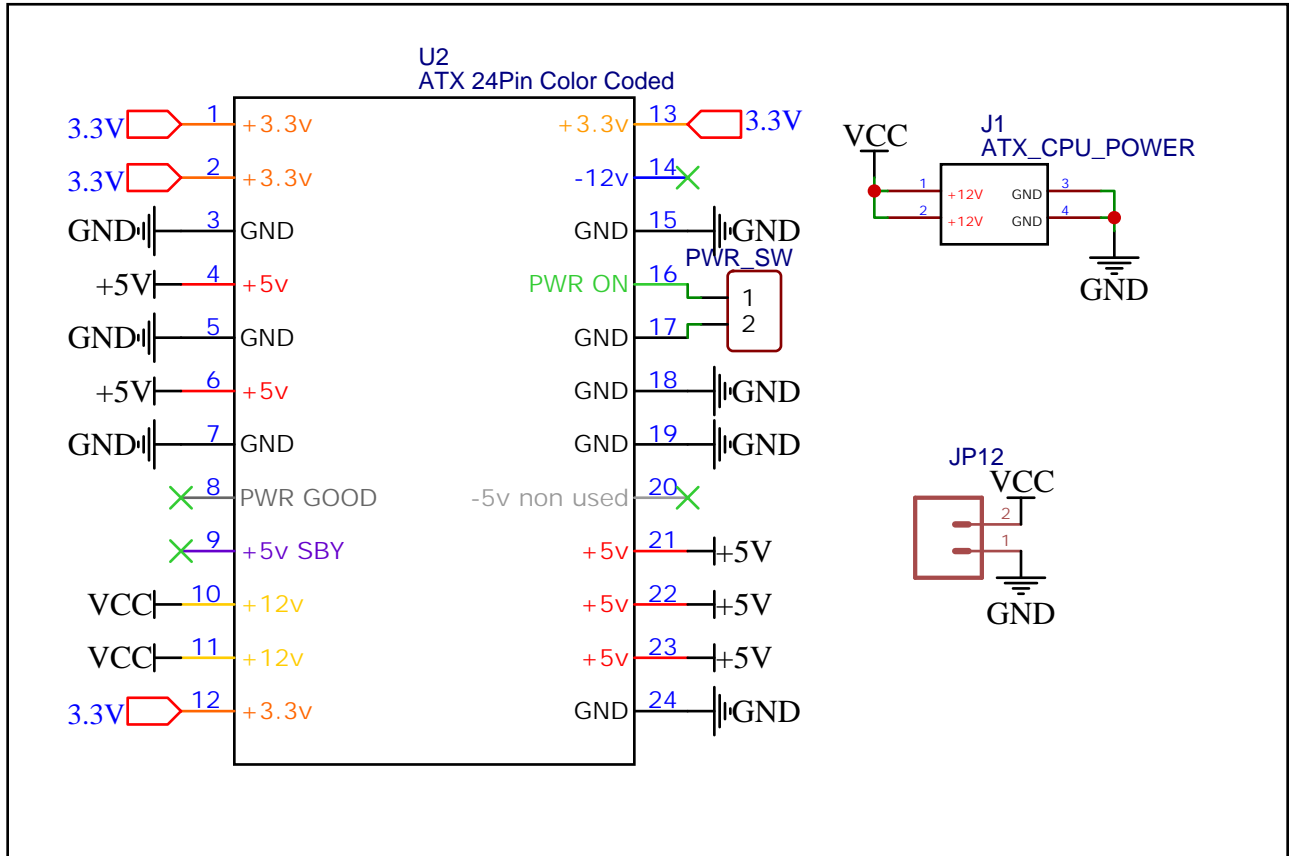 U2
ATX 24Pin Color Coded
3.3V 1 +3.3v +3.3v 13 3.3V
3.3V 2 +3.3v -12v 14
GND 3 GND GND 15 GND
+5V 4 +5v PWR ON 16
GND 5 GND GND 17
+5V 6 +5v GND 18 GND
GND 7 GND GND 19 GND
8 PWR GOOD -5v non used 20
9 +5v SBY +5v 21 +5V
VCC 10 +12v +5v 22 +5V
VCC 11 +12v +5v 23 +5V
3.3V 12 +3.3v GND 24 GND
PWR_SW
1
2
J1
ATX_CPU_POWER
VCC
1 +12V GND 3
2 +12V GND 4
GND
JP12
VCC
2
1
GND